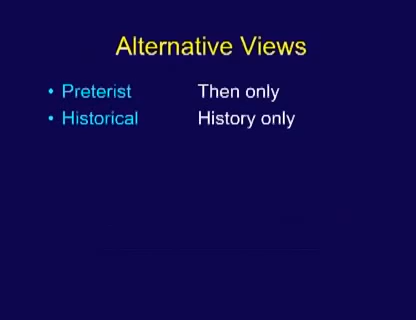 Alternative Views
• Preterist Then only
• Historical History only